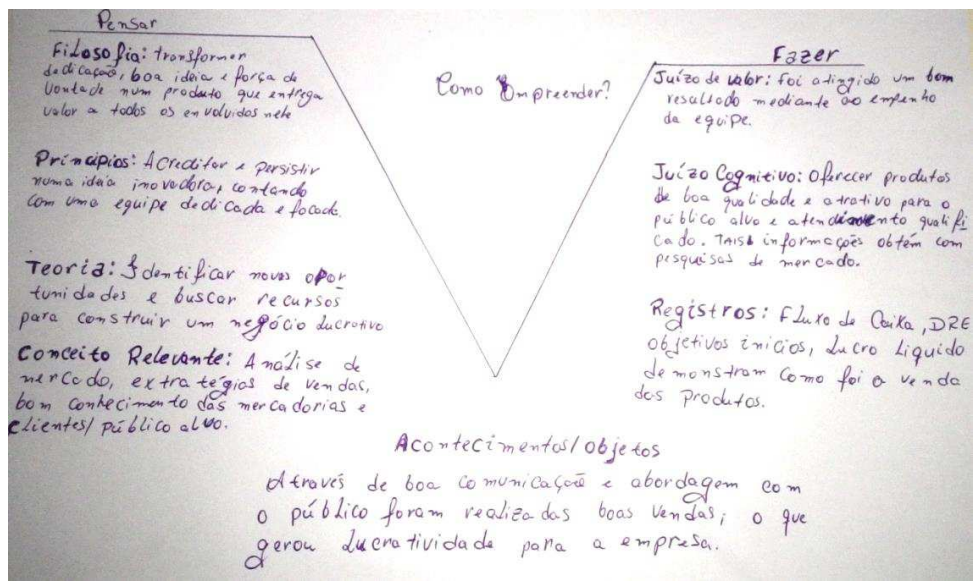 Pensar
Filosofia: transformer
dedicação, boa ideia e força de
vontade num produto que entrega
valor a todos os envolvidos nele
Princípios: Acreditar e persistir
numa ideia inovadora, contando
com uma equipe dedicada e focada.
Teoria: Identificar novas opor
tunidades e buscar recursos
para construir um negócio lucrativo
Conceito Relevante: Análise de
mercado, extratégias de vendas,
bom conhecimento das mercadorias e
clientes/ público alvo.
Como Empreender?
Fazer
Juízo de valor: Foi atingido um bom
resultado mediante ao empenho
da equipe.
Juízo Cognitivo: Oferecer produtos
de boa qualidade e atrativo para o
público alvo e atendimento qualifi
cado. TAIS informações obtém com
pesquisas de mercado.
Registros: Fluxo de Caixa, DRE
objetivos inícios, Lucro Liquido
demonstram como foi a venda
dos Produtos.
Acontecimentos/objetos
Através de boa comunicação e abordagem com
o público foram realizadas boas vendas; o que
gerou lucratividade para a empresa.